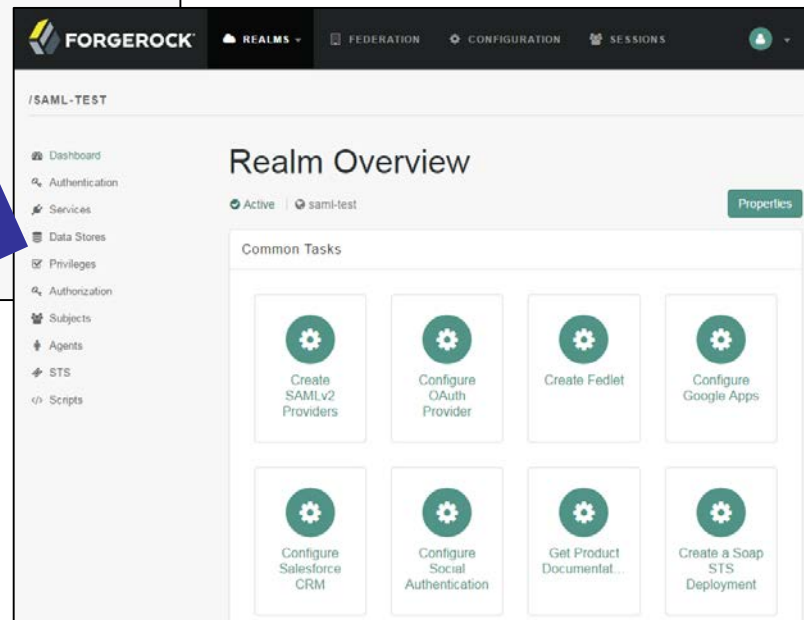 FORGEROCK
REALMS
FEDERATION
CONFIGURATION
SESSIONS
/SAML-TEST
Dashboard
Authentication
Services
Data Stores
Privileges
Authorization
Subjects
Agents
STS
Scripts
Realm Overview
Active
saml-test
Properties
Common Tasks
Create
SAMLv2
Providers
Configure
OAuth
Provider
Create Fedlet
Configure
Google Apps
Configure
Salesforce
CRM
Configure
Social
Authentication
Get Product
Documentat...
Create a Soap
STS
Deployment